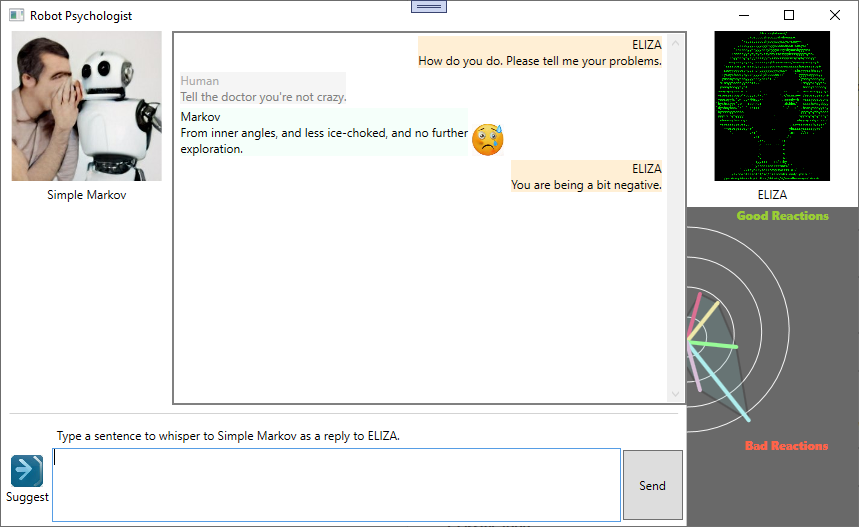 Robot Psychologist
ELIZA
How do you do. Please tell me your problems.
Human
Tell the doctor you're not crazy.
Markov
From inner angles, and less ice-choked, and no further
exploration.
ELIZA
You are being a bit negative.
Simple Markov
ELIZA
Good Reactions
Bad Reactions
Type a sentence to whisper to Simple Markov as a reply to ELIZA.
Suggest
Send